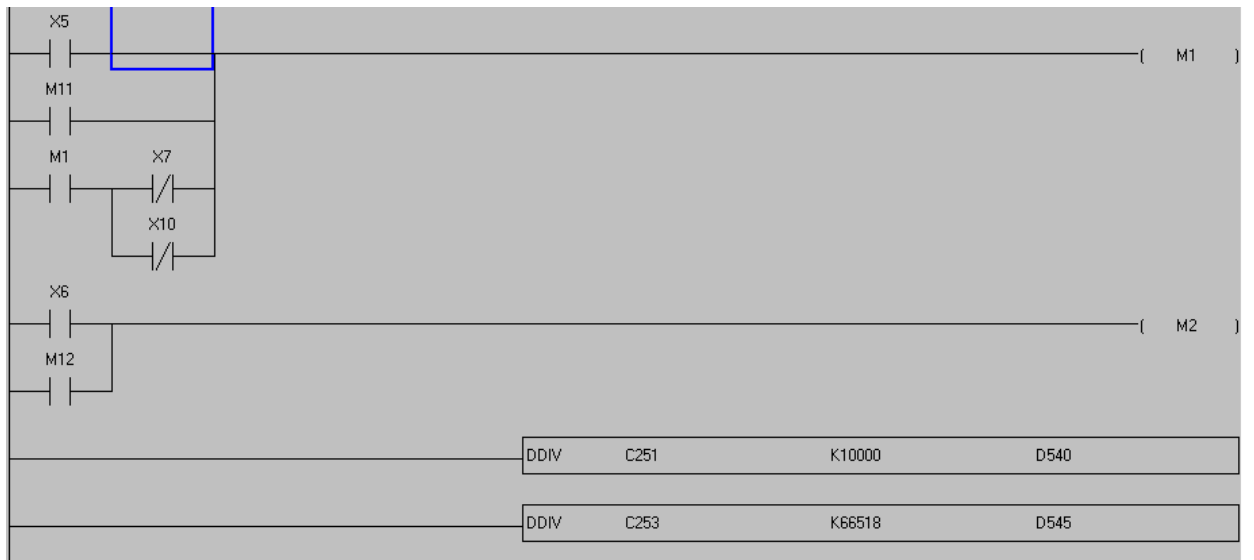 X5
( M1 )
M11
M1 X7
X10
X6
( M2 )
M12
DDIV C251 K10000 D540
DDIV C253 K66518 D545